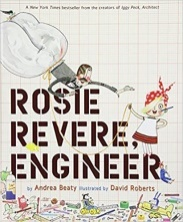 A New York Times bestseller from the creators of Iggy Peck, Architect
ROSIE
REVERE,
ENGINEER
by Andrea Beaty illustrated by David Roberts